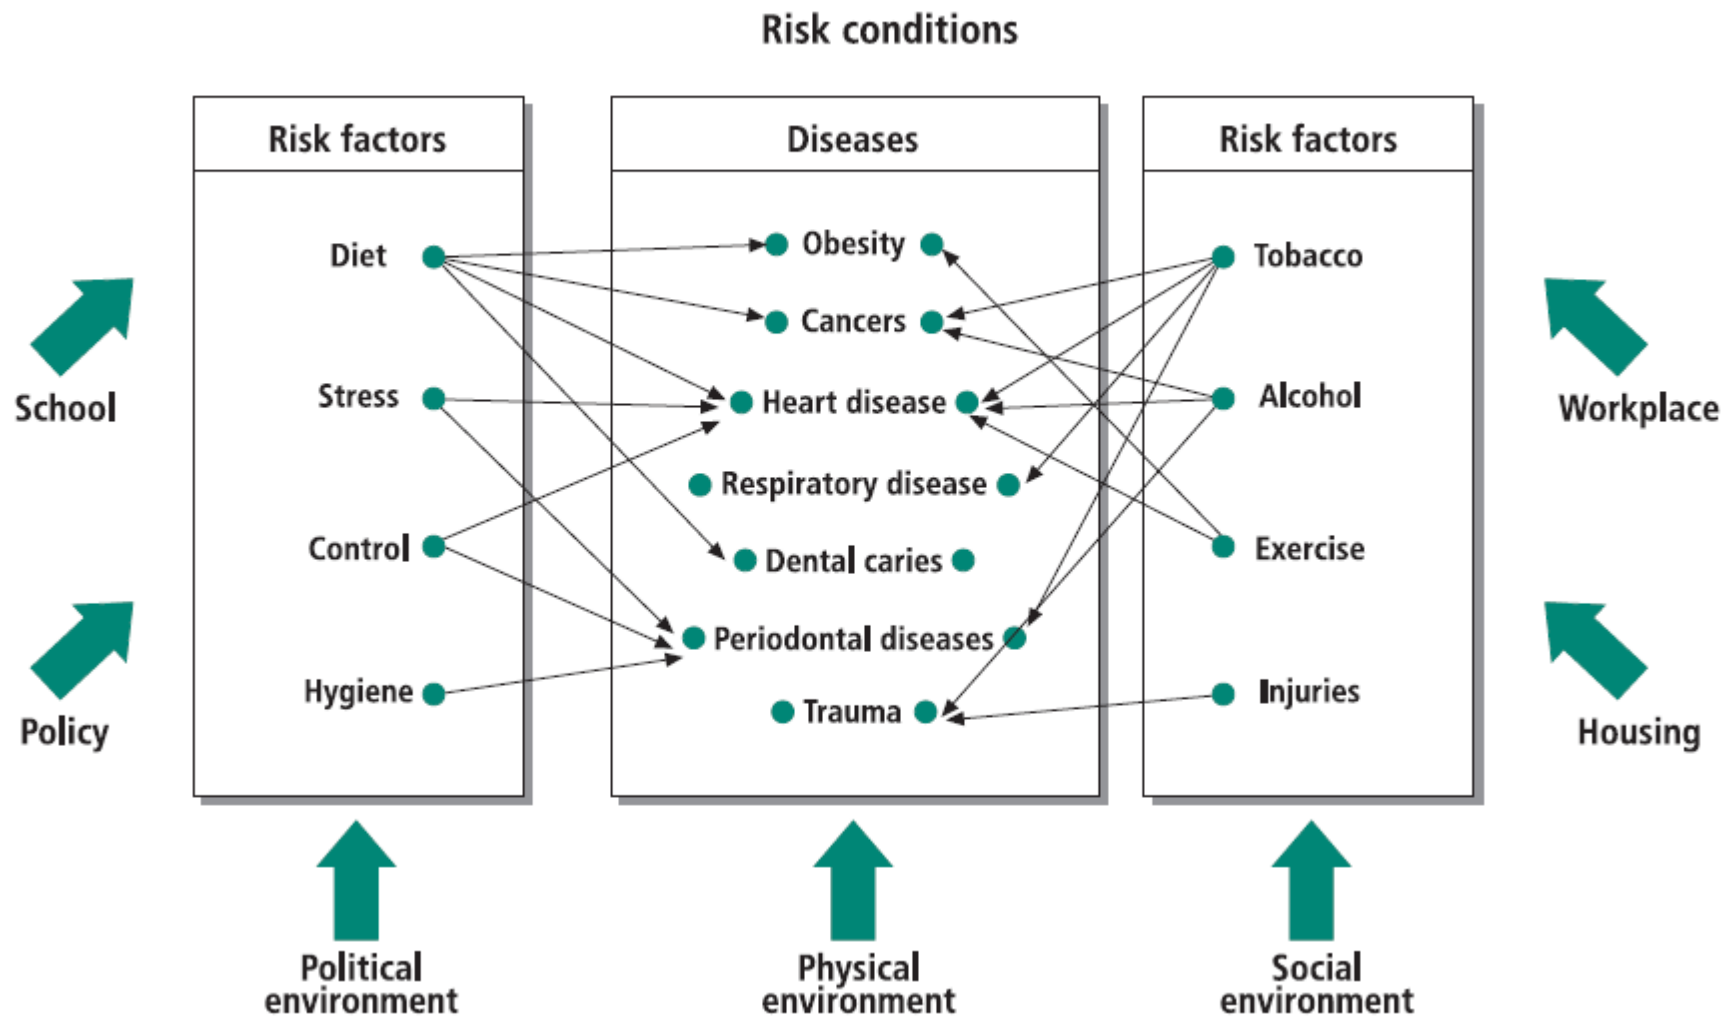 Risk conditions
Risk factors
Diseases
Risk factors
Diet
Stress
Control
Hygiene
Obesity
Cancers
Heart disease
Respiratory disease
Dental caries
Periodontal diseases
Trauma
Tobacco
Alcohol
Exercise
Injuries
School
Policy
Workplace
Housing
Political
environment
Physical
environment
Social
environment